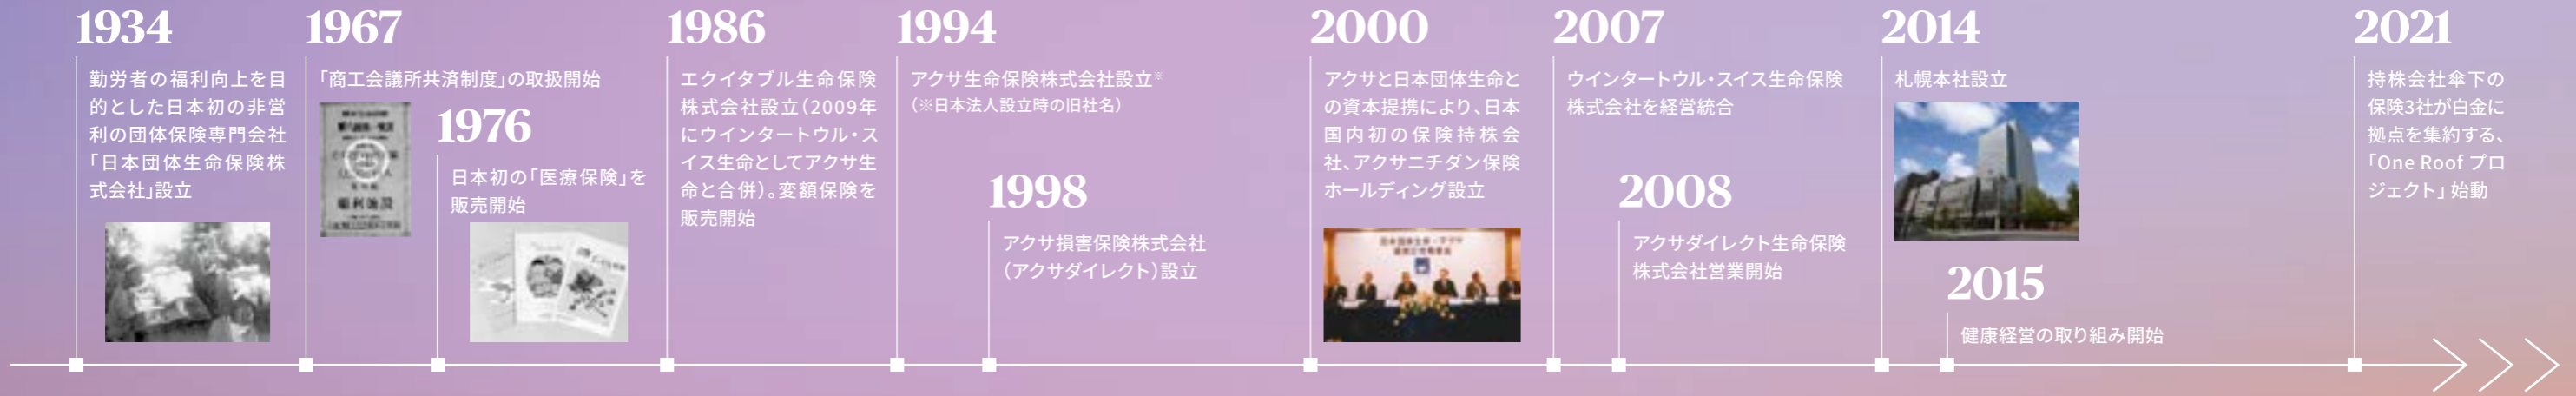 1934
勤労者の福利向上を目
的とした日本初の非営
利の団体保険専門会社
「日本団体生命保険株
式会社」設立
1967
「商工会議所共済制度」の取扱開始
1976
日本初の「医療保険」を
販売開始
1986
エクイタブル生命保険
株式会社設立（2009年
にウインタートウル・ス
イス生命としてアクサ生
命と合併）。変額保険を
販売開始
1994
アクサ生命保険株式会社設立※
（※日本法人設立時の旧社名）
1998
アクサ損害保険株式会社
（アクサダイレクト）設立
2000
アクサと日本団体生命と
の資本提携により、日本
国内初の保険持株会
社、アクサニチダン保険
ホールディング設立
2007
ウインタートウル・スイス生命保険
株式会社を経営統合
2008
アクサダイレクト生命保険
株式会社営業開始
2014
札幌本社設立
2015
健康経営の取り組み開始
2021
持株会社傘下の
保険3社が白金に
拠点を集約する、
「One Roof プロ
ジェクト」 始動